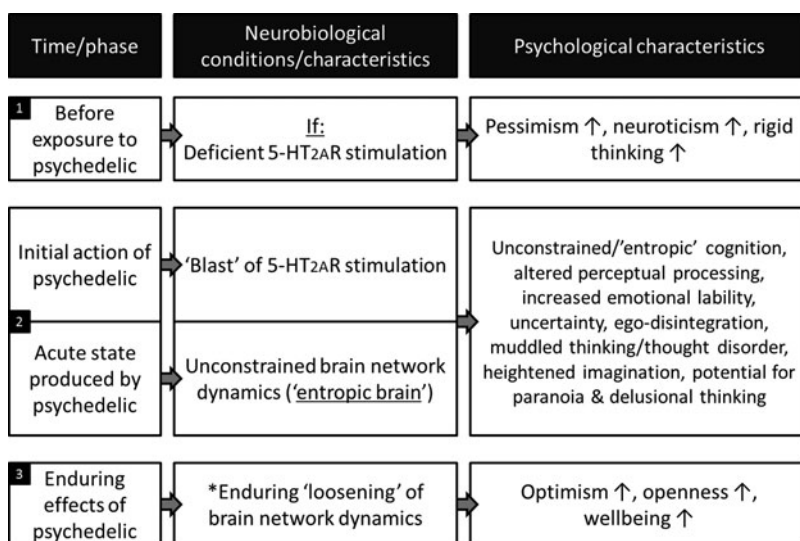 Time/phase
Neurobiological
conditions/characteristics
Psychological characteristics
1
Before
exposure to
psychedelic
If:
Deficient 5-HT2AR stimulation
Pessimism ↑, neuroticism ↑, rigid
thinking ↑
Initial action of
psychedelic
'Blast' of 5-HT2AR stimulation
2
Acute state
produced by
psychedelic
Unconstrained brain network
dynamics ('entropic brain')
Unconstrained/'entropic' cognition,
altered perceptual processing,
increased emotional lability,
uncertainty, ego-disintegration,
muddled thinking/thought disorder,
heightened imagination, potential for
paranoia & delusional thinking
3
Enduring
effects of
psychedelic
*Enduring 'loosening' of
brain network dynamics
Optimism ↑, openness ↑,
wellbeing ↑